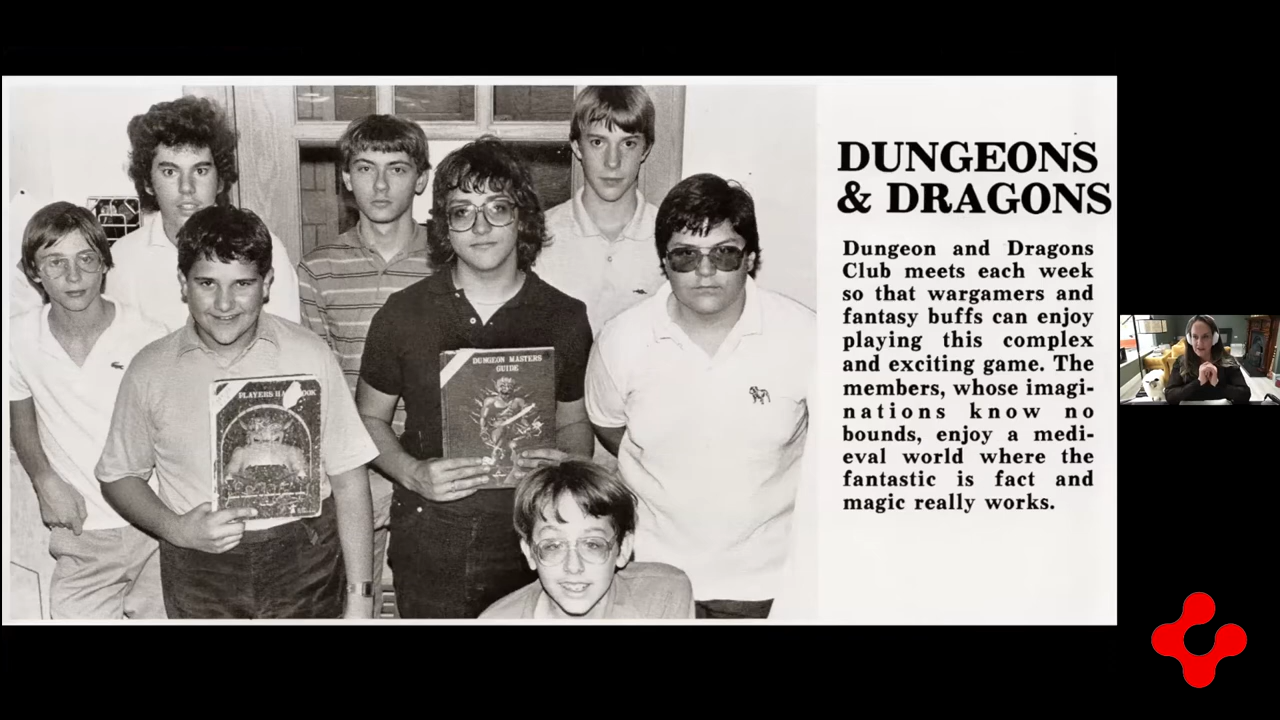 DUNGEONS
& DRAGONS
Dungeon and Dragons
Club meets each week
so that wargamers and
fantasy buffs can enjoy
playing this complex
and exciting game. The
members, whose imagi-
nations know no
bounds, enjoy a medi-
eval world where the
fantastic is fact and
magic really works.
DUNGEON MASTERS
GUIDE
PLAYERS HANDBOOK